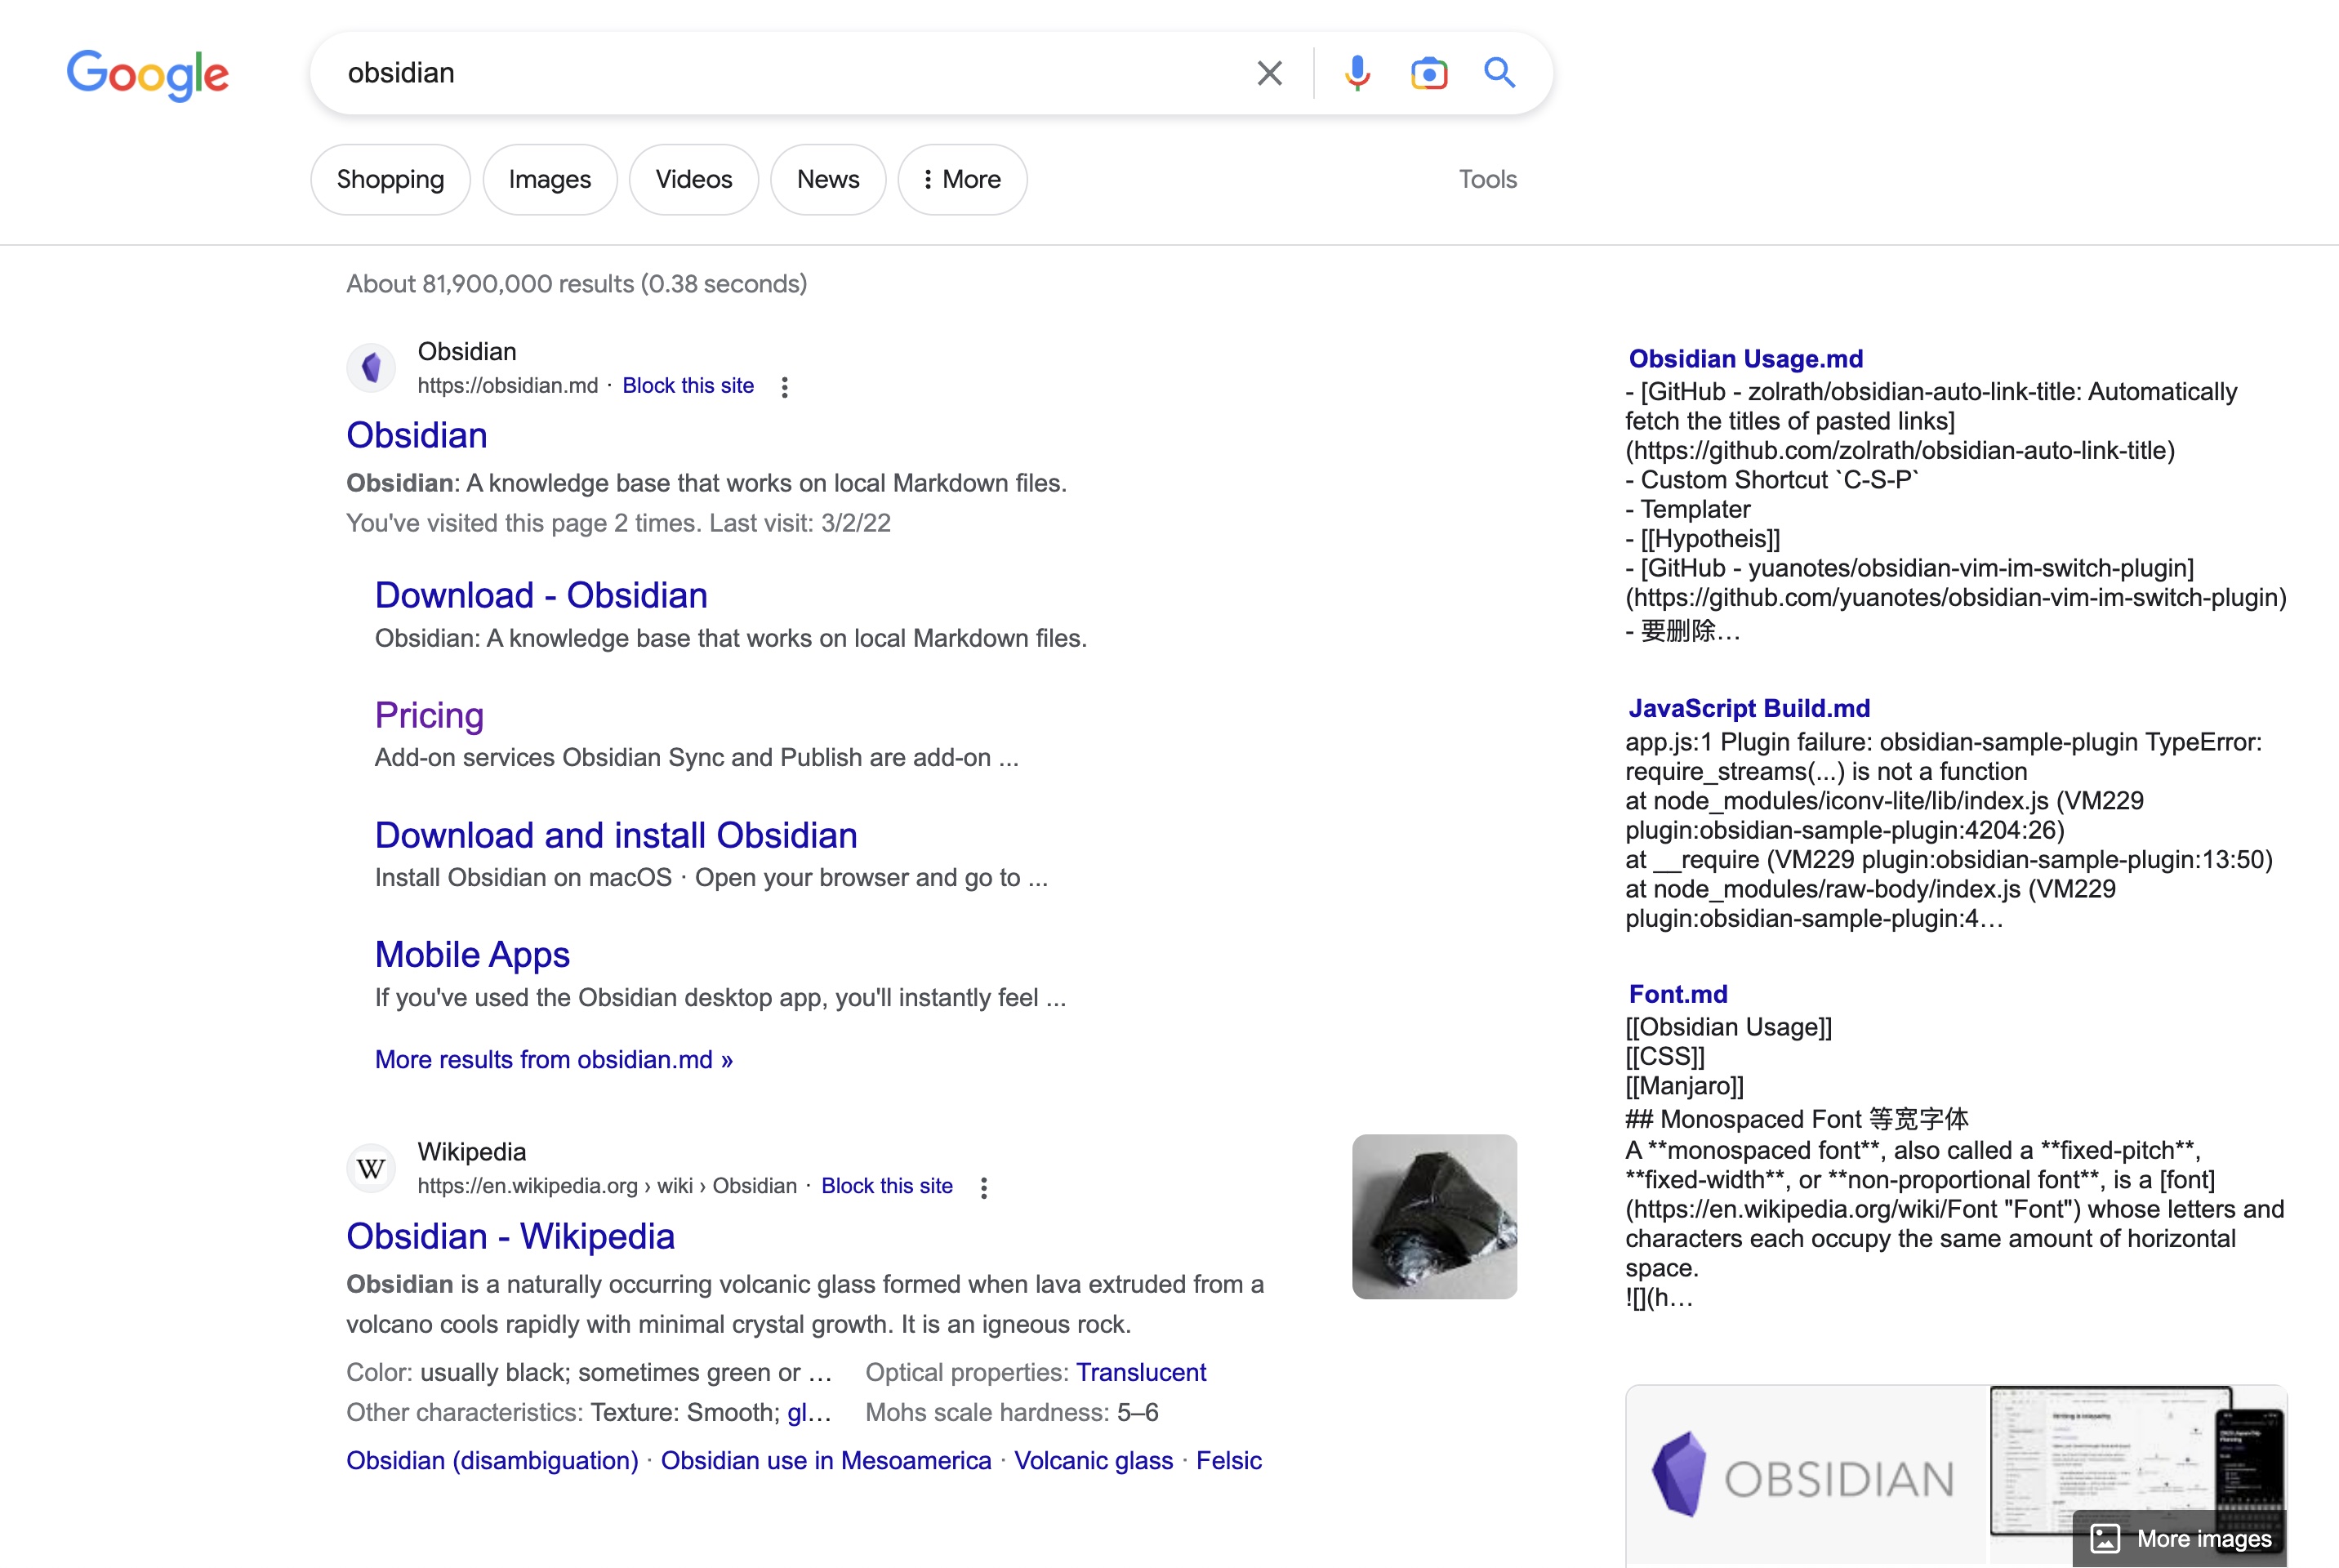 Google
obsidian
Shopping
Images
Videos
News
More
Tools
About 81,900,000 results (0.38 seconds)
Obsidian
https://obsidian.md · Block this site
Obsidian
Obsidian: A knowledge base that works on local Markdown files.
You've visited this page 2 times. Last visit: 3/2/22
Download - Obsidian
Obsidian: A knowledge base that works on local Markdown files.
Pricing
Add-on services Obsidian Sync and Publish are add-on ...
Download and install Obsidian
Install Obsidian on macOS · Open your browser and go to ...
Mobile Apps
If you've used the Obsidian desktop app, you'll instantly feel ...
More results from obsidian.md »
W
Wikipedia
https://en.wikipedia.org › wiki › Obsidian · Block this site
Obsidian - Wikipedia
Obsidian is a naturally occurring volcanic glass formed when lava extruded from a
volcano cools rapidly with minimal crystal growth. It is an igneous rock.
Color: usually black; sometimes green or ...
Optical properties: Translucent
Other characteristics: Texture: Smooth; gl...
Mohs scale hardness: 5–6
Obsidian (disambiguation) · Obsidian use in Mesoamerica · Volcanic glass · Felsic
Obsidian Usage.md
- [GitHub - zolrath/obsidian-auto-link-title: Automatically
fetch the titles of pasted links]
(https://github.com/zolrath/obsidian-auto-link-title)
- Custom Shortcut `C-S-P`
- Templater
- [[Hypotheis]]
- [GitHub - yuanotes/obsidian-vim-im-switch-plugin]
(https://github.com/yuanotes/obsidian-vim-im-switch-plugin)
- 要删除…
JavaScript Build.md
app.js:1 Plugin failure: obsidian-sample-plugin TypeError:
require_streams(...) is not a function
at node_modules/iconv-lite/lib/index.js (VM229
plugin:obsidian-sample-plugin:4204:26)
at __require (VM229 plugin:obsidian-sample-plugin:13:50)
at node_modules/raw-body/index.js (VM229
plugin:obsidian-sample-plugin:4…
Font.md
[[Obsidian Usage]]
[[CSS]]
[[Manjaro]]
## Monospaced Font 等宽字体
A **monospaced font**, also called a **fixed-pitch**,
**fixed-width**, or **non-proportional font**, is a [font]
(https://en.wikipedia.org/wiki/Font "Font") whose letters and
characters each occupy the same amount of horizontal
space.
![](h…
OBSIDIAN
More images